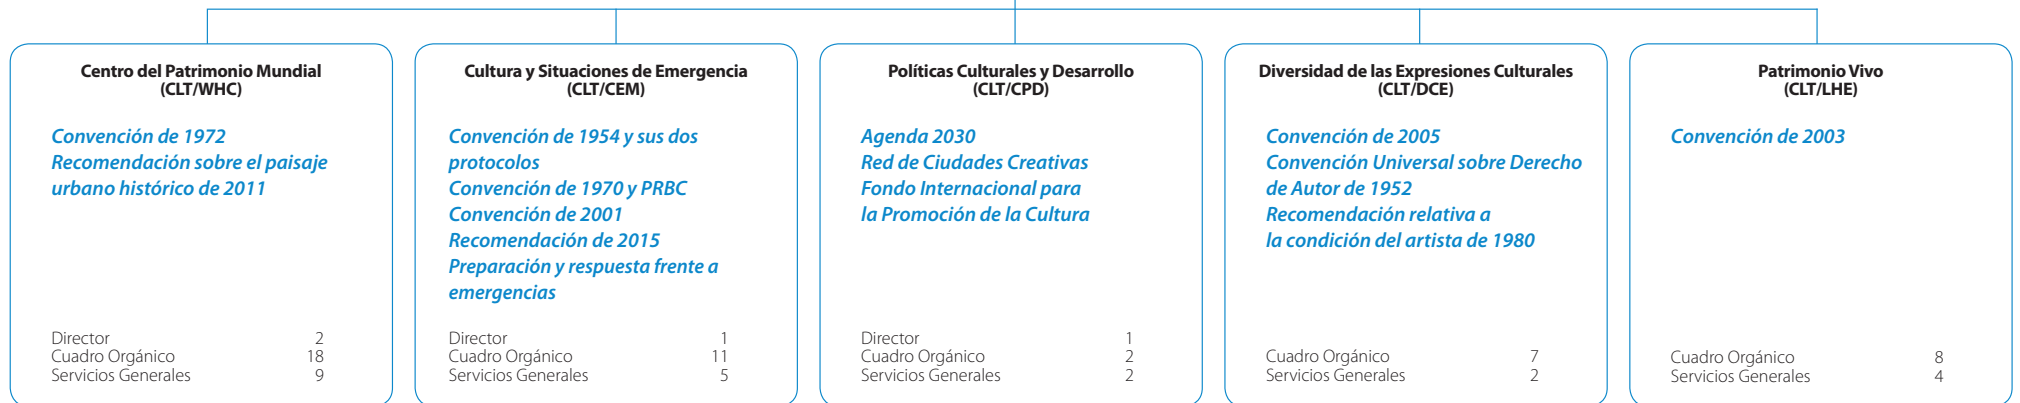 Centro del Patrimonio Mundial
(CLT/WHC)
Convención de 1972
Recomendación sobre el paisaje
urbano histórico de 2011
Director 2
Cuadro Orgánico 18
Servicios Generales 9
Cultura y Situaciones de Emergencia
(CLT/CEM)
Convención de 1954 y sus dos
protocolos
Convención de 1970 y PRBC
Convención de 2001
Recomendación de 2015
Preparación y respuesta frente a
emergencias
Director 1
Cuadro Orgánico 11
Servicios Generales 5
Políticas Culturales y Desarrollo
(CLT/CPD)
Agenda 2030
Red de Ciudades Creativas
Fondo Internacional para
la Promoción de la Cultura
Director 1
Cuadro Orgánico 2
Servicios Generales 2
Diversidad de las Expresiones Culturales
(CLT/DCE)
Convención de 2005
Convención Universal sobre Derecho
de Autor de 1952
Recomendación relativa a
la condición del artista de 1980
Cuadro Orgánico 7
Servicios Generales 2
Patrimonio Vivo
(CLT/LHE)
Convención de 2003
Cuadro Orgánico 8
Servicios Generales 4